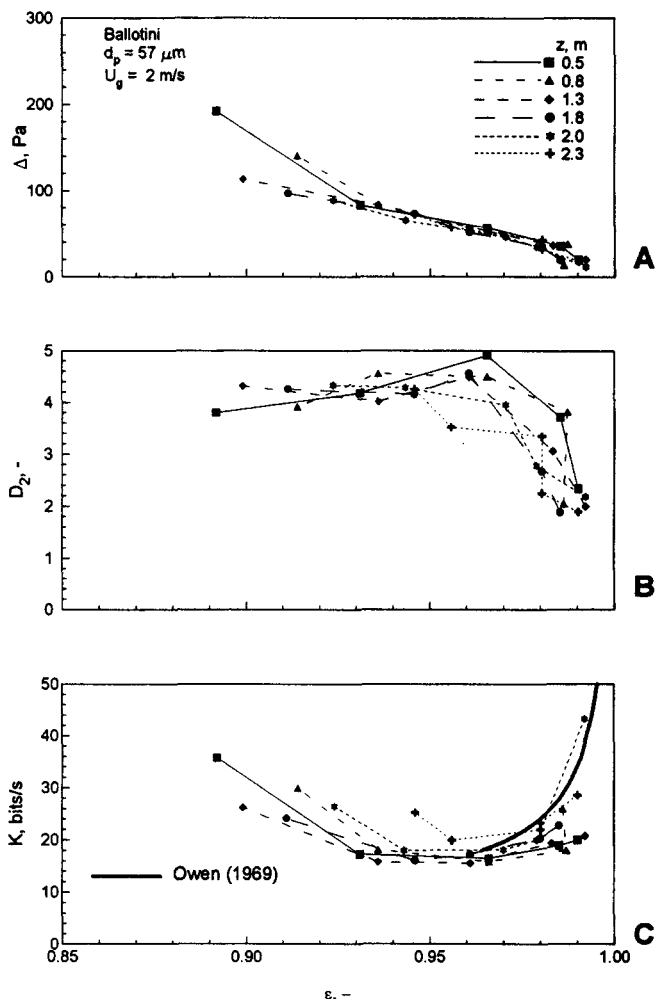 300
200
100
0
Δ, Pa
Ballotini
d_p = 57 μm
U_g = 2 m/s
z, m
0.5
0.8
1.3
1.8
2.0
2.3
A
5
4
3
2
1
0
D_2, -
B
50
40
30
20
10
0
K, bits/s
Owen (1969)
C
0.85
0.90
0.95
1.00
ε, –